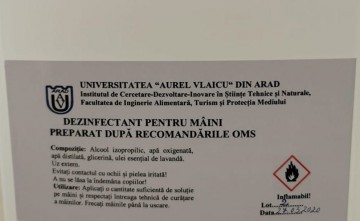 UNIVERSITATEA "AUREL VLAICU" DIN ARAD
Institutul de Cercetare-Dezvoltare-Inovare în Științe Tehnice și Naturale,
Facultatea de Inginerie Alimentară, Turism și Protecția Mediului
DEZINFECTANT PENTRU MÂINI
PREPARAT DUPĂ RECOMANDĂRILE OMS
Compoziție: Alcool izopropilic, apă oxigenată,
apă distilată, glicerină, ulei esențial de lavandă.
Uz extern.
Evitați contactul cu ochii și pielea iritată!
A nu se lăsa la îndemâna copiilor!
Utilizare: Aplicați o cantitate suficientă de soluție
pe mâini și respectați întreaga tehnică de curățare
a mâinilor. Frecați mâinile până la uscare.
Inflamabil!
Lot.
Data